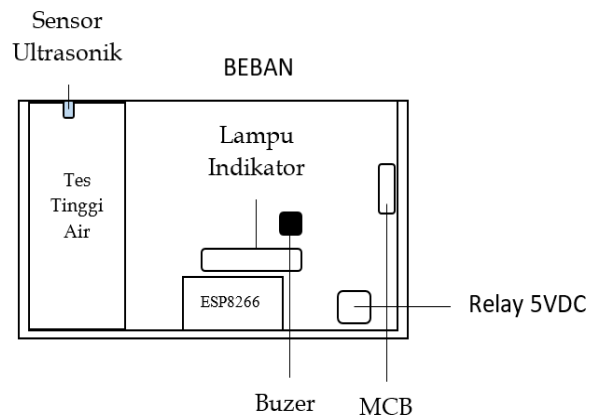 Sensor
Ultrasonik
BEBAN
Lampu
Indikator
Tes
Tinggi
Air
ESP8266
Relay 5VDC
Buzer
MCB